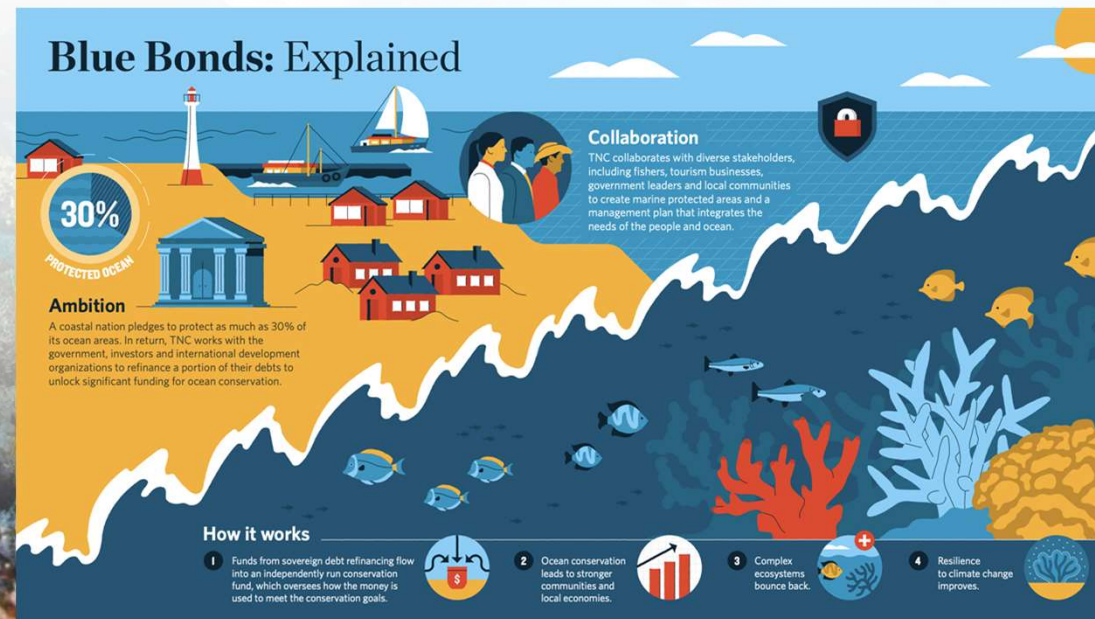 Blue Bonds: Explained
30%
PROTECTED OCEAN
Ambition
A coastal nation pledges to protect as much as 30% of
its ocean areas. In return, TNC works with the
government, investors and international development
organizations to refinance a portion of their debts to
unlock significant funding for ocean conservation.
Collaboration
TNC collaborates with diverse stakeholders,
including fishers, tourism businesses,
government leaders and local communities
to create marine protected areas and a
management plan that integrates the
needs of the people and ocean.
How it works
1
Funds from sovereign debt refinancing flow
into an independently run conservation
fund, which oversees how the money is
used to meet the conservation goals.
$
2
Ocean conservation
leads to stronger
communities and
local economies.
3
Complex
ecosystems
bounce back.
4
Resilience
to climate change
improves.